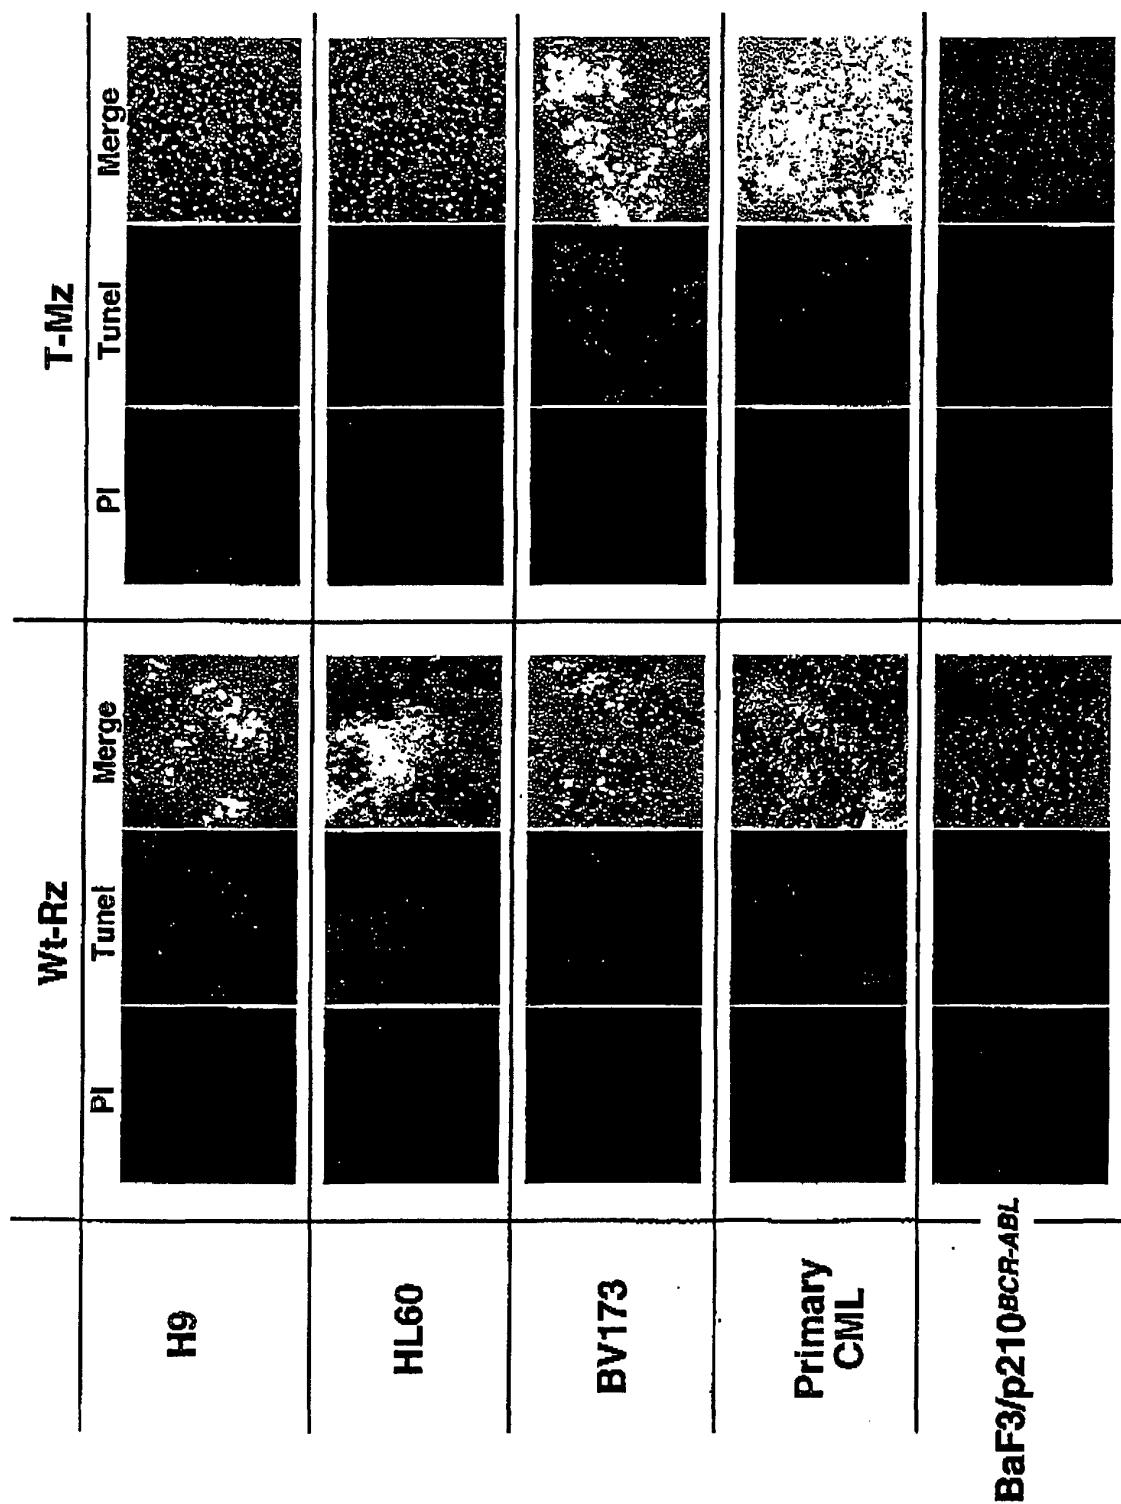 Wt-Rz T-Mz
PI Tunel Merge PI Tunel Merge
H9
HL60
BV173
Primary
CML
BaF3/p210BCR-ABL